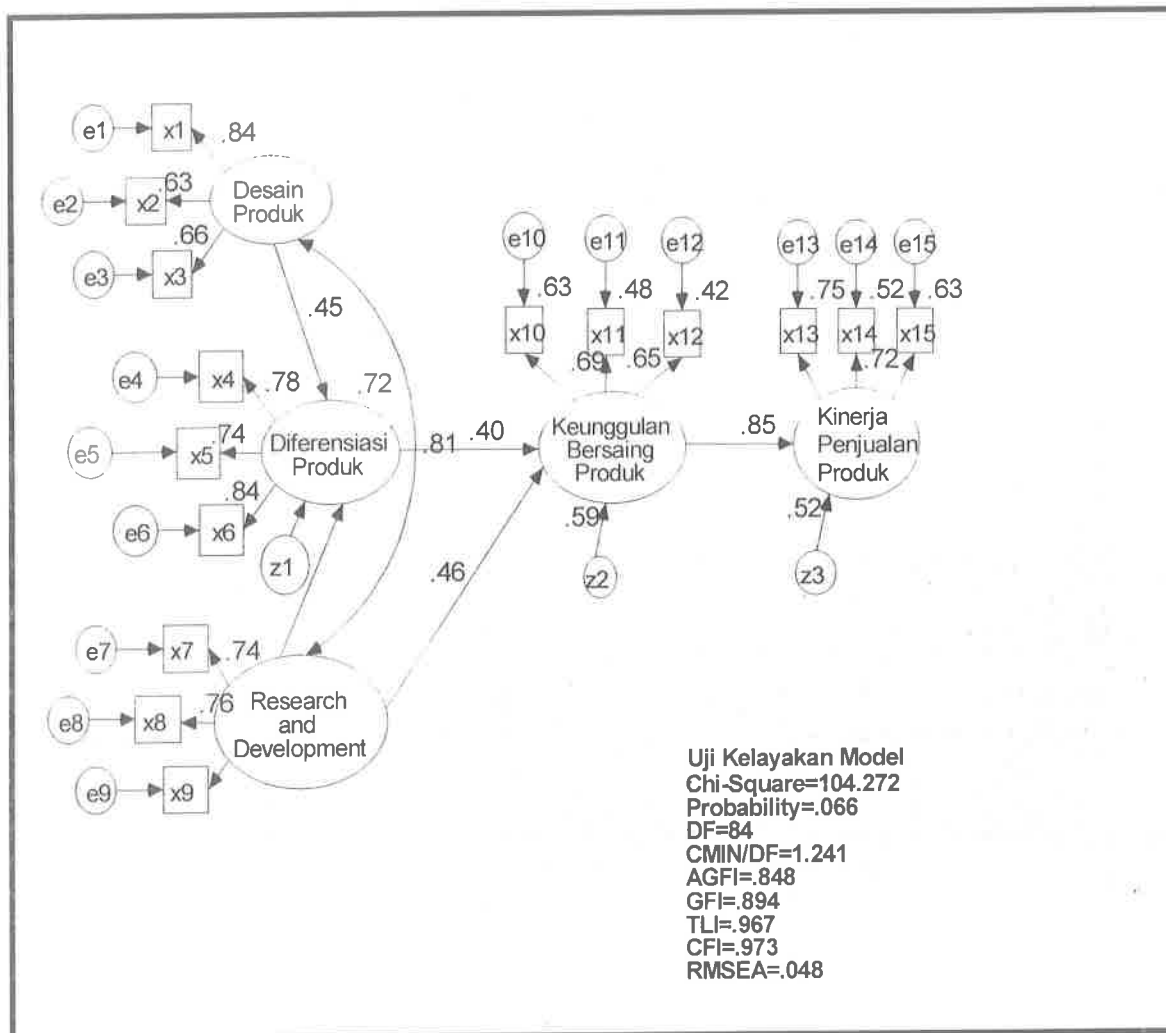 e1
x1
.84
e2
x2
.63
e3
x3
.66
Desain
Produk
.45
.72
e4
x4
.78
e5
x5
.74
e6
x6
.84
Diferensiasi
Produk
z1
.81
.40
e7
x7
.74
e8
x8
.76
e9
x9
Research
and
Development
.46
e10
e11
e12
.63
.48
.42
x10
x11
x12
.69
.65
Keunggulan
Bersaing
Produk
.59
z2
.85
e13
e14
e15
.75
.52
.63
x13
x14
x15
.72
Kinerja
Penjualan
Produk
.52
z3
Uji Kelayakan Model
Chi-Square=104.272
Probability=.066
DF=84
CMIN/DF=1.241
AGFI=.848
GFI=.894
TLI=.967
CFI=.973
RMSEA=.048